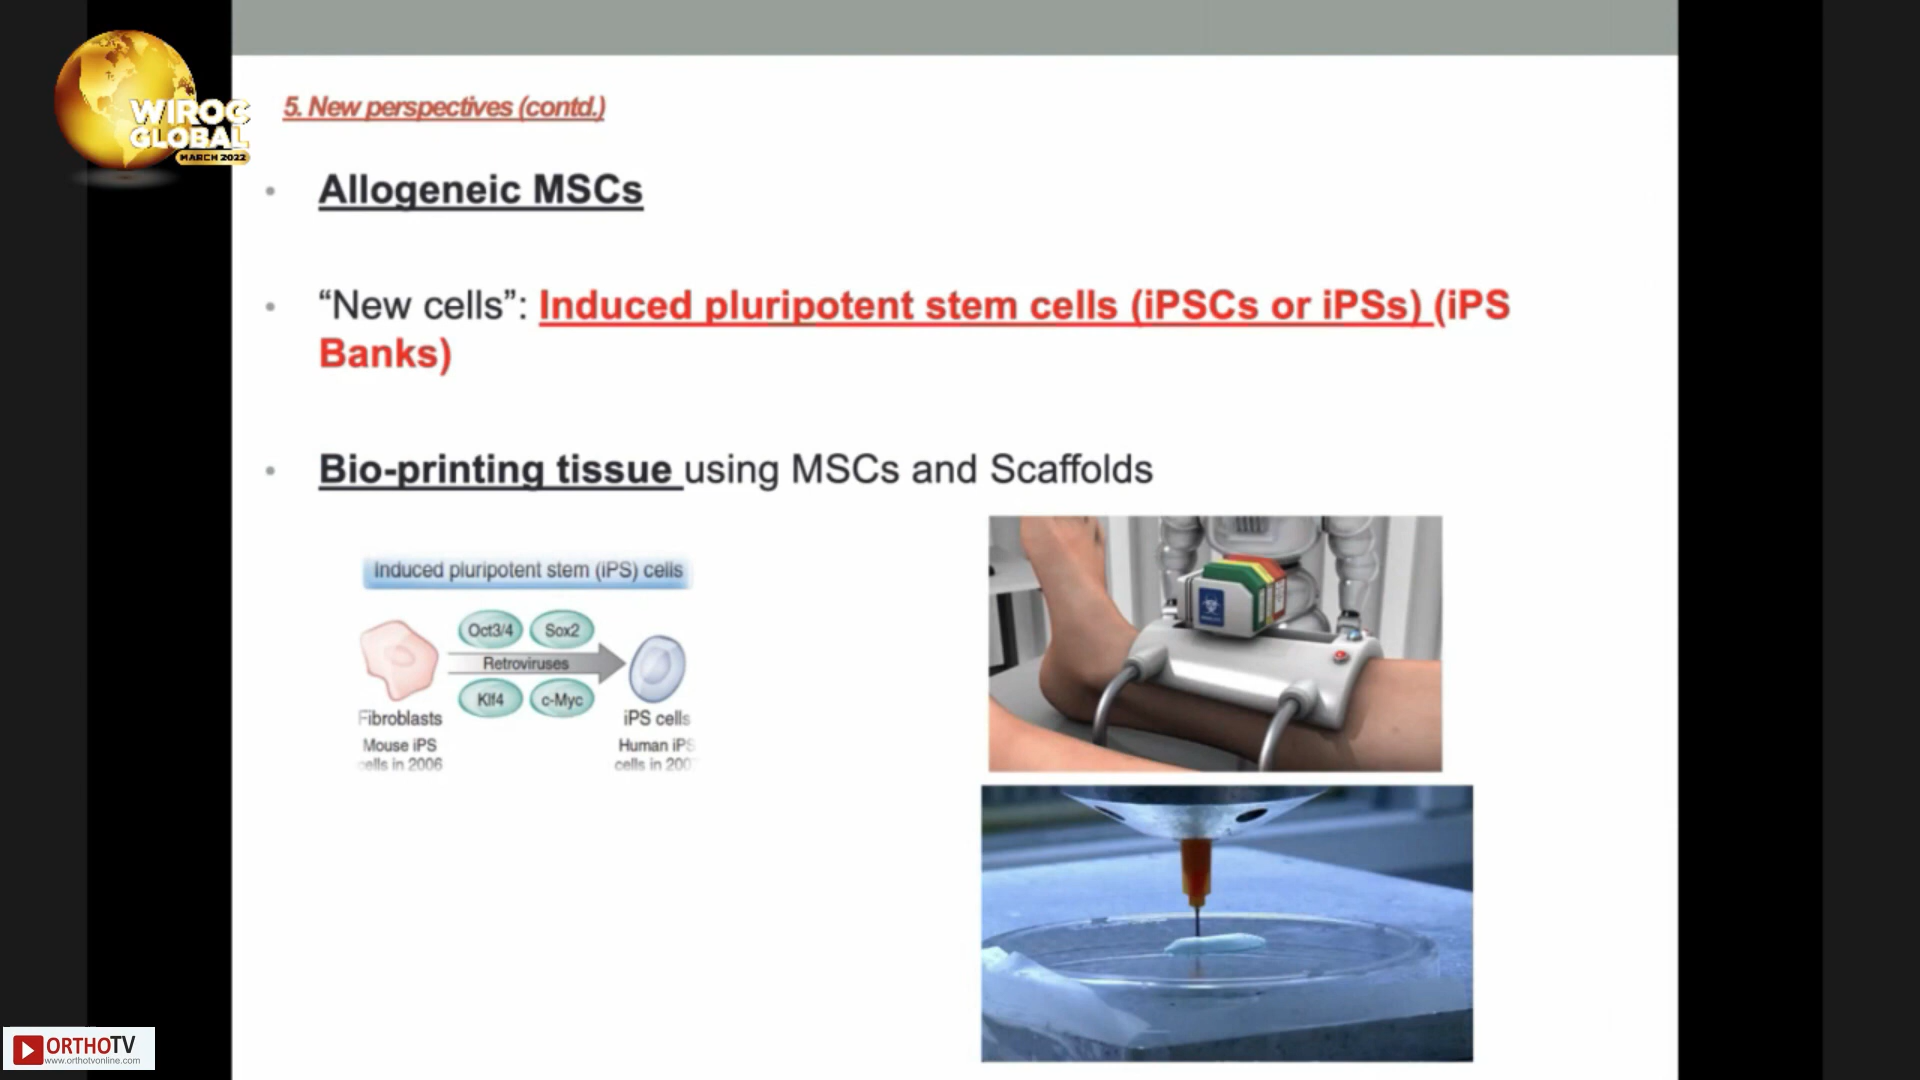 WIROC
GLOBAL
MARCH 2022
5. New perspectives (contd.)
• Allogeneic MSCs
• “New cells”: Induced pluripotent stem cells (iPSCs or iPSs) (iPS
Banks)
• Bio-printing tissue using MSCs and Scaffolds
Induced pluripotent stem (iPS) cells
Oct3/4 Sox2
Retroviruses
Klf4 c-Myc
Fibroblasts iPS cells
Mouse iPS Human iPS
cells in 2006 cells in 200
ORTHOTV
www.orthotvonline.com